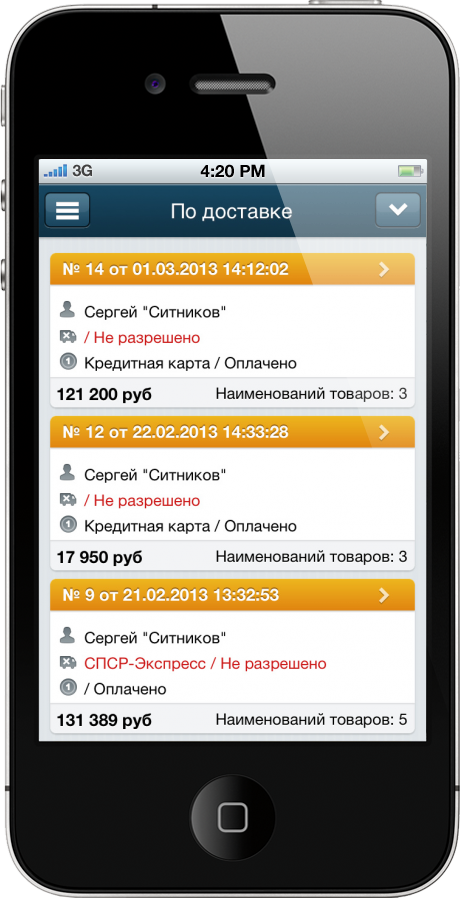 3G 4:20 PM
По доставке
№ 14 от 01.03.2013 14:12:02
Сергей "Ситников"
/ Не разрешено
Кредитная карта / Оплачено
121 200 руб Наименований товаров: 3
№ 12 от 22.02.2013 14:33:28
Сергей "Ситников"
/ Не разрешено
Кредитная карта / Оплачено
17 950 руб Наименований товаров: 3
№ 9 от 21.02.2013 13:32:53
Сергей "Ситников"
СПСР-Экспресс / Не разрешено
/ Оплачено
131 389 руб Наименований товаров: 5